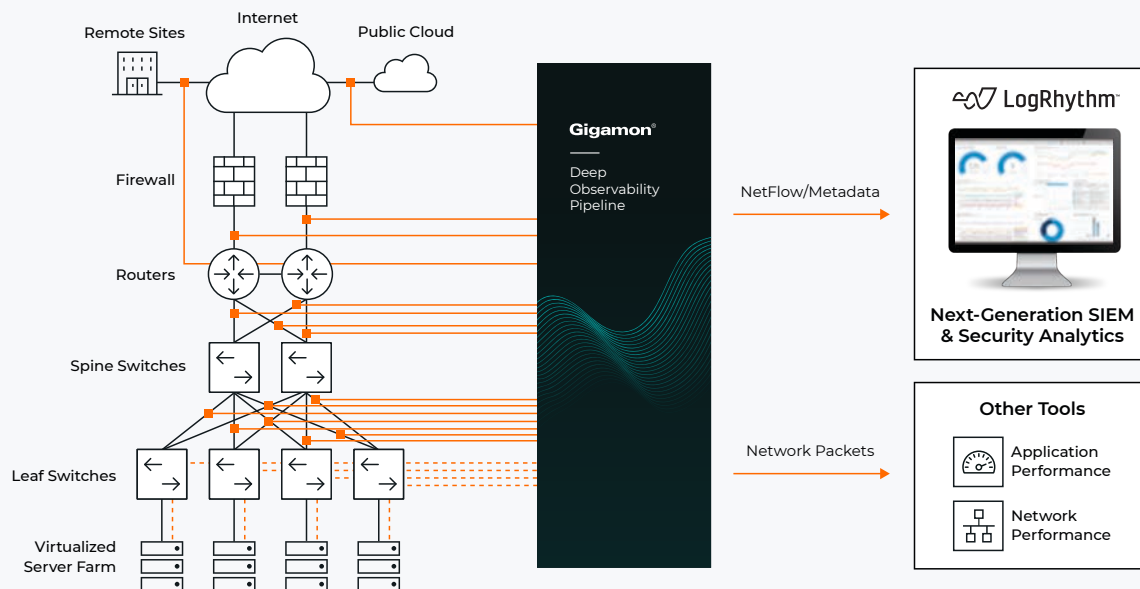 Internet
Remote Sites
Public Cloud
Firewall
Routers
Spine Switches
Leaf Switches
Virtualized
Server Farm
Gigamon®
Deep
Observability
Pipeline
NetFlow/Metadata
Network Packets
LogRhythm™
Next-Generation SIEM
& Security Analytics
Other Tools
Application
Performance
Network
Performance